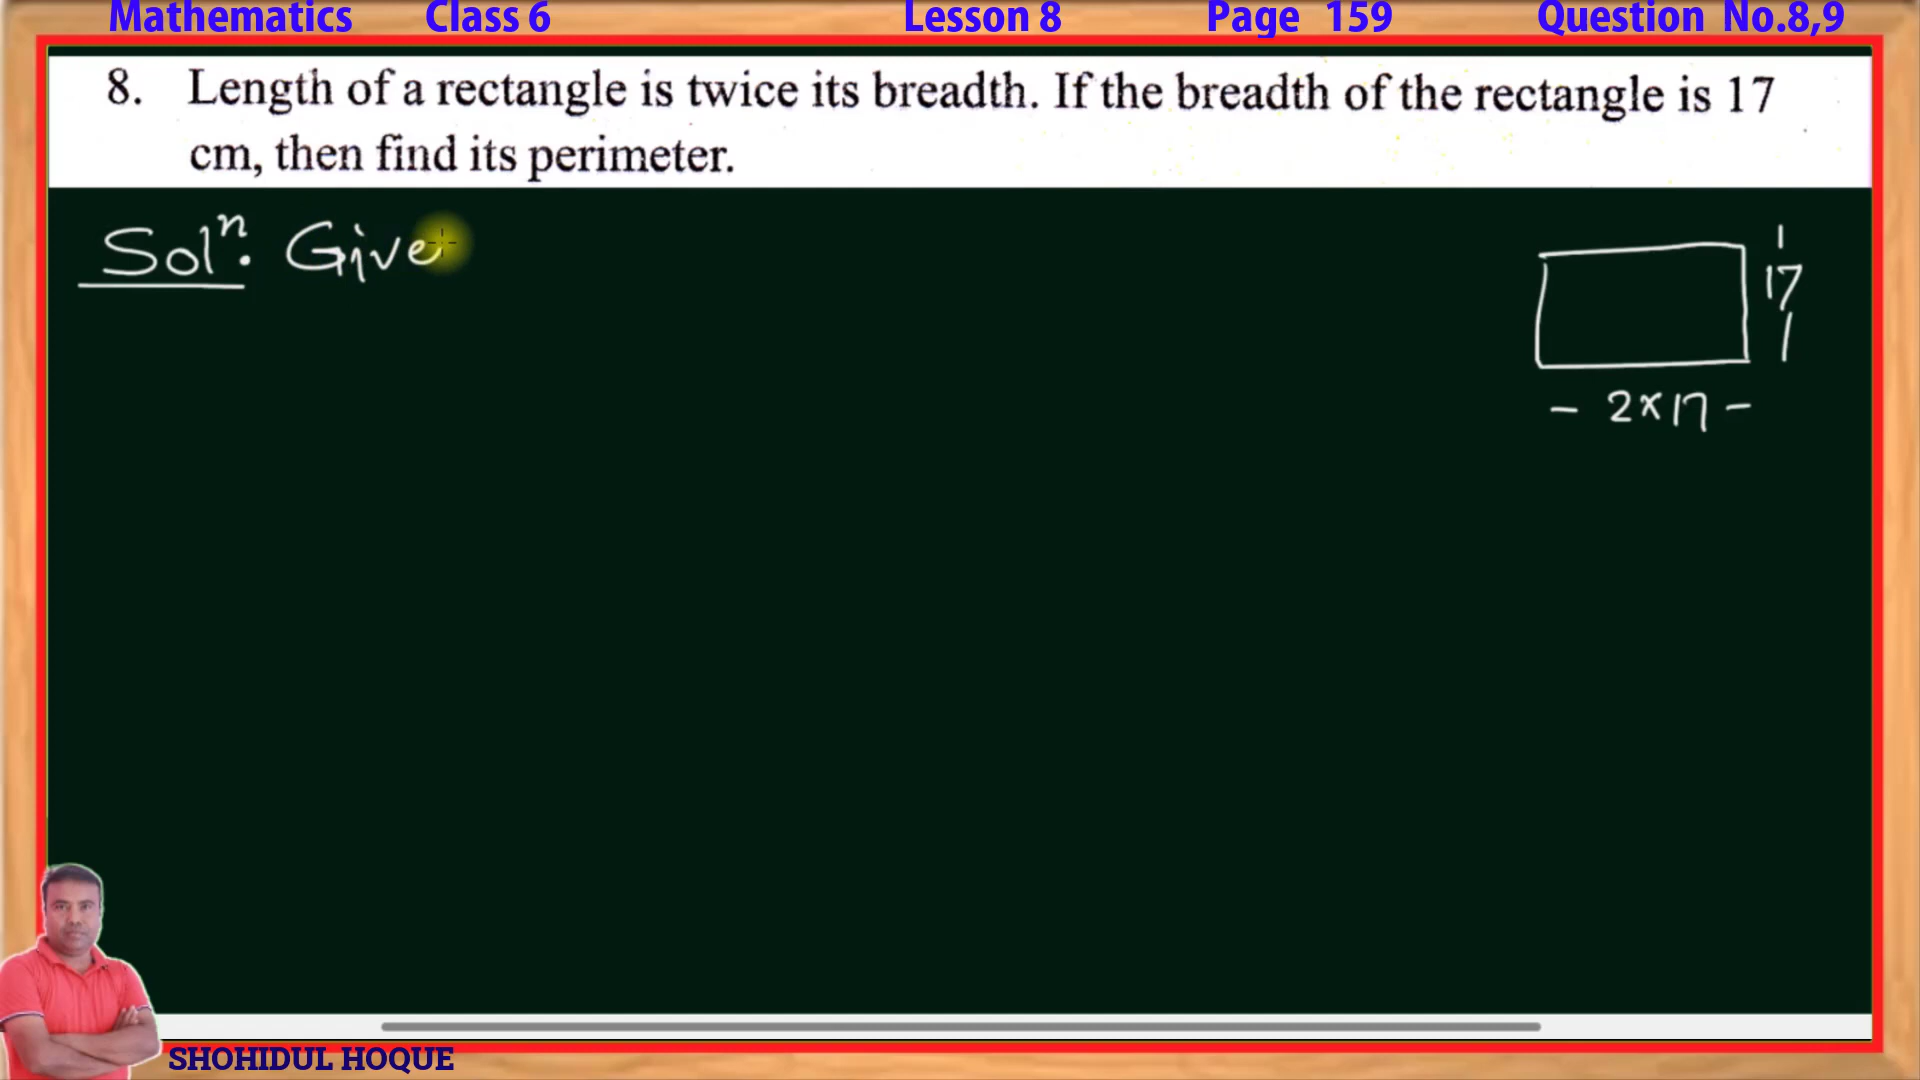 Mathematics Class 6 Lesson 8 Page 159 Question No.8,9
8. Length of a rectangle is twice its breadth. If the breadth of the rectangle is 17
cm, then find its perimeter.
Solⁿ. Give
17
- 2×17 -
SHOHIDUL HOQUE